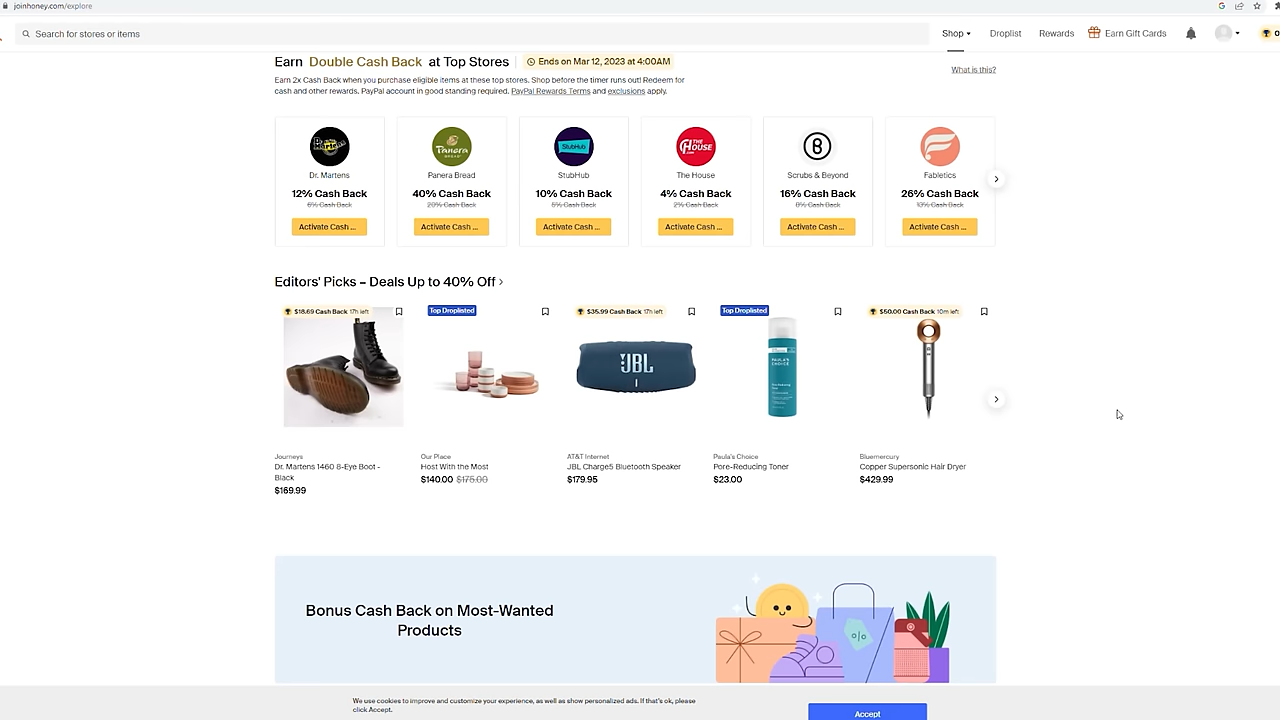 joinhoney.com/explore
Search for stores or items
Shop
Droplist
Rewards
Earn Gift Cards
0
Earn Double Cash Back at Top Stores
Ends on Mar 12, 2023 at 4:00AM
What is this?
Earn 2x Cash Back when you purchase eligible items at these top stores. Shop before the timer runs out! Redeem for
cash and other rewards. PayPal account in good standing required. PayPal Rewards Terms and exclusions apply.
Panera
BREAD
StubHub
THE
HOUSE
.com
B
Dr. Martens
Panera Bread
StubHub
The House
Scrubs & Beyond
Fabletics
12% Cash Back
40% Cash Back
10% Cash Back
4% Cash Back
16% Cash Back
26% Cash Back
6% Cash Back
20% Cash Back
5% Cash Back
2% Cash Back
8% Cash Back
13% Cash Back
Activate Cash ...
Activate Cash ...
Activate Cash ...
Activate Cash ...
Activate Cash ...
Activate Cash ...
Editors' Picks – Deals Up to 40% Off
$18.69 Cash Back 17h left
Top Droplisted
$35.99 Cash Back 17h left
Top Droplisted
$50.00 Cash Back 10m left
JBL
PAULA'S
CHOICE
Journeys
Dr. Martens 1460 8-Eye Boot -
Black
$169.99
Our Place
Host With the Most
$140.00 $175.00
AT&T Internet
JBL Charge5 Bluetooth Speaker
$179.95
Paula's Choice
Pore-Reducing Toner
$23.00
Bluemercury
Copper Supersonic Hair Dryer
$429.99
Bonus Cash Back on Most-Wanted
Products
%
We use cookies to improve and customize your experience, as well as show personalized ads. If that's ok, please
click Accept.
Accept